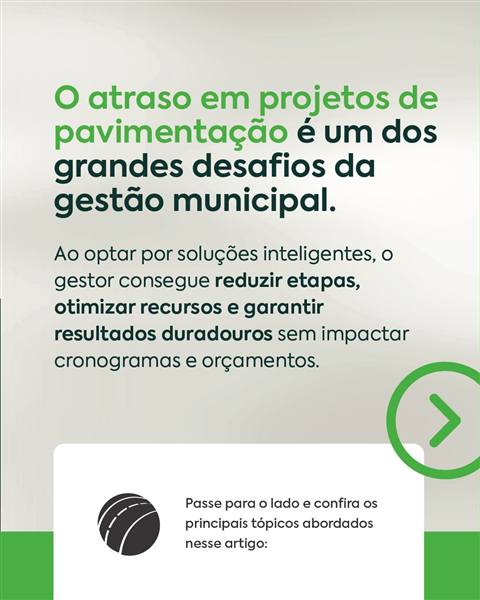 O atraso em projetos de
pavimentação é um dos
grandes desafios da
gestão municipal.
Ao optar por soluções inteligentes, o
gestor consegue reduzir etapas,
otimizar recursos e garantir
resultados duradouros sem impactar
cronogramas e orçamentos.
Passe para o lado e confira os
principais tópicos abordados
nesse artigo: